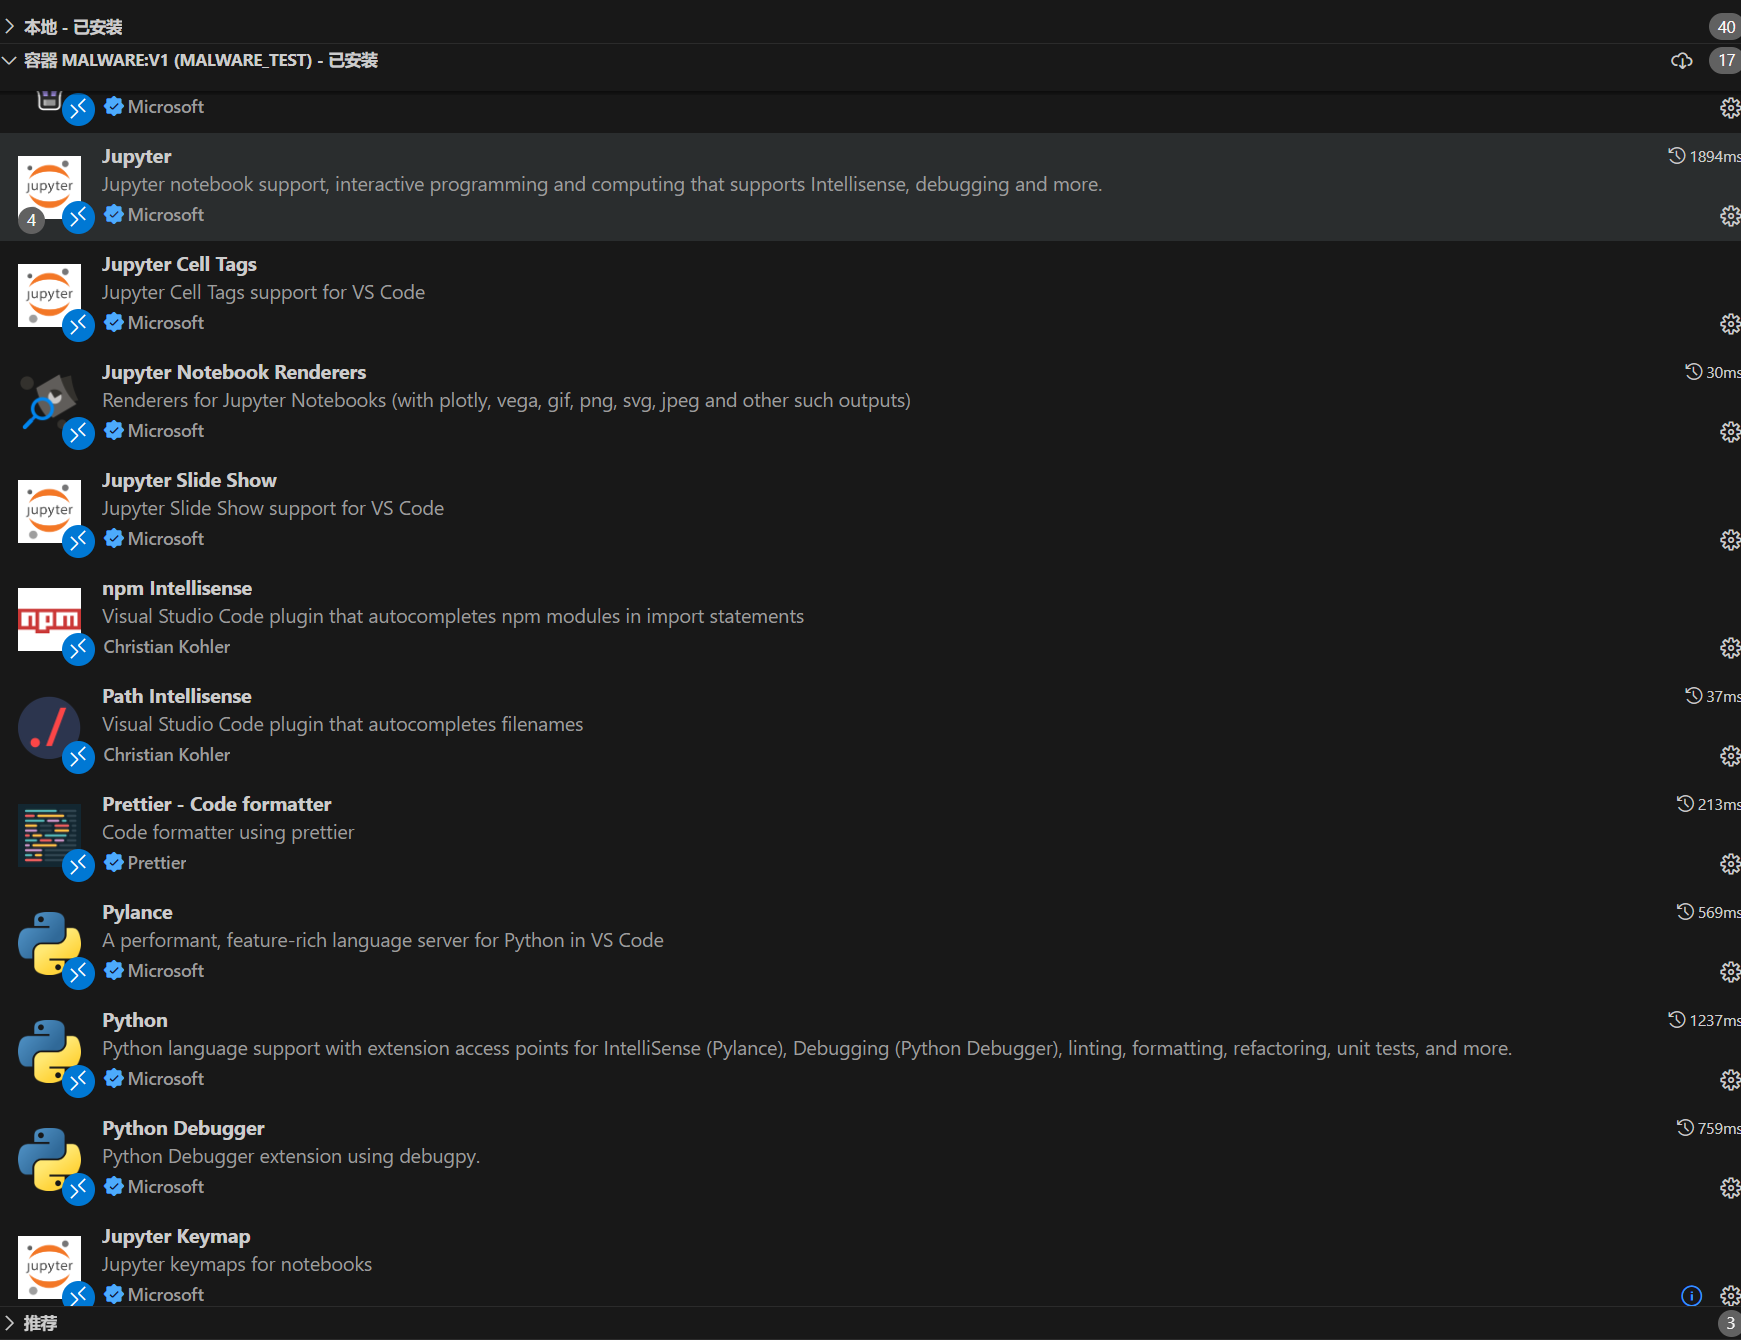 本地 - 已安装 40
容器 MALWARE:V1 (MALWARE_TEST) - 已安装 17
Microsoft
Jupyter 1894ms
Jupyter notebook support, interactive programming and computing that supports Intellisense, debugging and more.
4 Microsoft
Jupyter Cell Tags
Jupyter Cell Tags support for VS Code
Microsoft
Jupyter Notebook Renderers 30ms
Renderers for Jupyter Notebooks (with plotly, vega, gif, png, svg, jpeg and other such outputs)
Microsoft
Jupyter Slide Show
Jupyter Slide Show support for VS Code
Microsoft
npm Intellisense
Visual Studio Code plugin that autocompletes npm modules in import statements
Christian Kohler
Path Intellisense 37ms
Visual Studio Code plugin that autocompletes filenames
Christian Kohler
Prettier - Code formatter 213ms
Code formatter using prettier
Prettier
Pylance 569ms
A performant, feature-rich language server for Python in VS Code
Microsoft
Python 1237ms
Python language support with extension access points for IntelliSense (Pylance), Debugging (Python Debugger), linting, formatting, refactoring, unit tests, and more.
Microsoft
Python Debugger 759ms
Python Debugger extension using debugpy.
Microsoft
Jupyter Keymap
Jupyter keymaps for notebooks
Microsoft
推荐 3